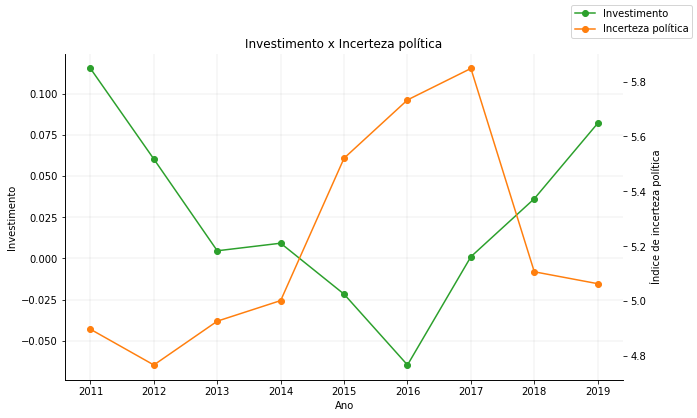 Investimento
Incerteza política
Investimento x Incerteza política
0.100
0.075
0.050
0.025
0.000
−0.025
−0.050
Investimento
5.8
5.6
5.4
5.2
5.0
4.8
Índice de incerteza política
2011 2012 2013 2014 2015 2016 2017 2018 2019
Ano